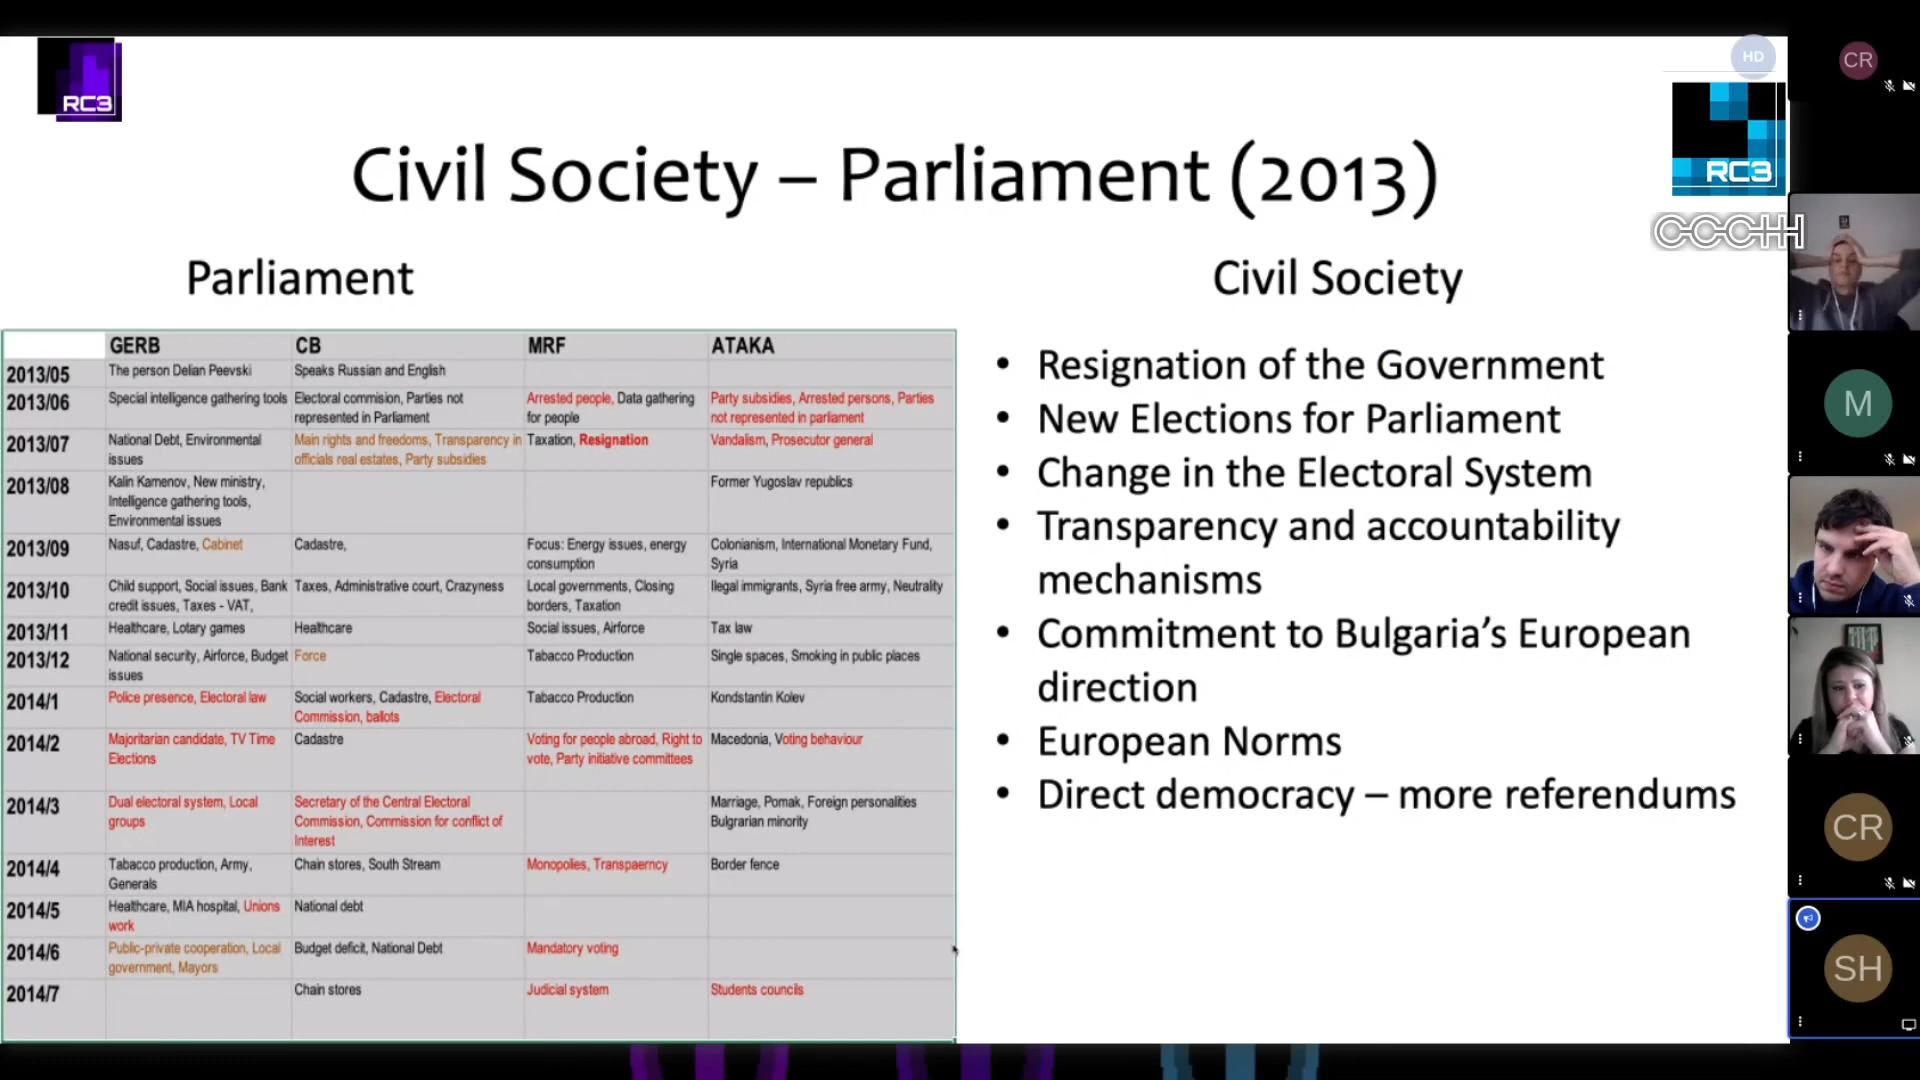 RC3
HD
CR
RC3
CCCHH
Civil Society – Parliament (2013)
Parliament
Civil Society
GERB CB MRF ATAKA
2013/05 The person Delian Peevski Speaks Russian and English
2013/06 Special intelligence gathering tools Electoral commision, Parties not Arrested people, Data gathering Party subsidies, Arrested persons, Parties
represented in Parliament for people not represented in parliament
2013/07 National Debt, Environmental Main rights and freedoms, Transparency in Taxation, Resignation Vandalism, Prosecutor general
issues officials real estates, Party subsidies
2013/08 Kalin Kamenov, New ministry, Former Yugoslav republics
Intelligence gathering tools,
Environmental issues
2013/09 Nasuf, Cadastre, Cabinet Cadastre, Focus: Energy issues, energy Colonianism, International Monetary Fund,
consumption Syria
2013/10 Child support, Social issues, Bank Taxes, Administrative court, Crazyness Local governments, Closing Ilegal immigrants, Syria free army, Neutrality
credit issues, Taxes - VAT, borders, Taxation
2013/11 Healthcare, Lotary games Healthcare Social issues, Airforce Tax law
2013/12 National security, Airforce, Budget Force Tabacco Production Single spaces, Smoking in public places
issues
2014/1 Police presence, Electoral law Social workers, Cadastre, Electoral Tabacco Production Kondstantin Kolev
Commission, ballots
2014/2 Majoritarian candidate, TV Time Cadastre Voting for people abroad, Right to Macedonia, Voting behaviour
Elections vote, Party initiative committees
2014/3 Dual electoral system, Local Secretary of the Central Electoral Marriage, Pomak, Foreign personalities
groups Commission, Commission for conflict of Bulgrarian minority
Interest
2014/4 Tabacco production, Army, Chain stores, South Stream Monopolies, Transpaerncy Border fence
Generals
2014/5 Healthcare, MIA hospital, Unions National debt
work
2014/6 Public-private cooperation, Local Budget deficit, National Debt Mandatory voting
government, Mayors
2014/7 Chain stores Judicial system Students councils
• Resignation of the Government
• New Elections for Parliament
• Change in the Electoral System
• Transparency and accountability
mechanisms
• Commitment to Bulgaria’s European
direction
• European Norms
• Direct democracy – more referendums
M
CR
SH